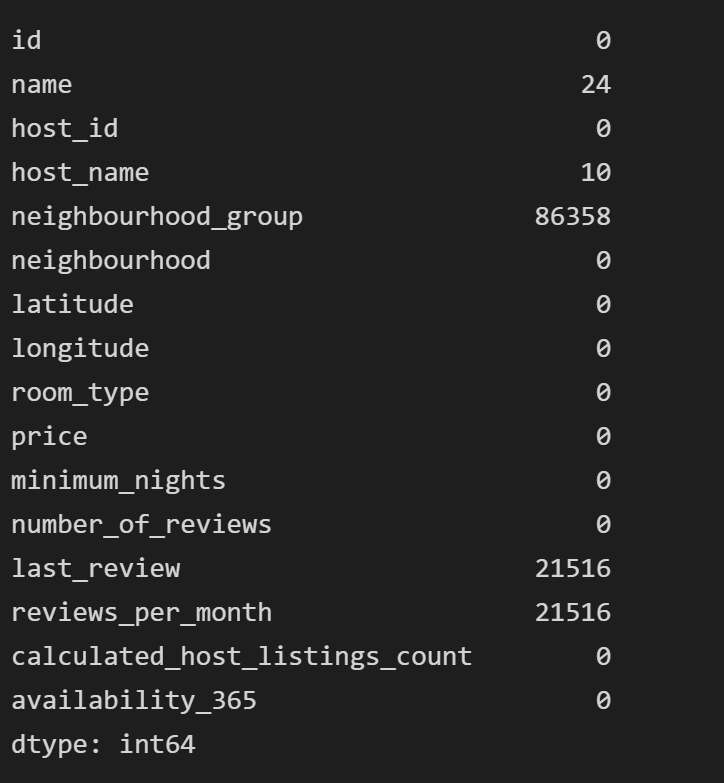 id 0
name 24
host_id 0
host_name 10
neighbourhood_group 86358
neighbourhood 0
latitude 0
longitude 0
room_type 0
price 0
minimum_nights 0
number_of_reviews 0
last_review 21516
reviews_per_month 21516
calculated_host_listings_count 0
availability_365 0
dtype: int64